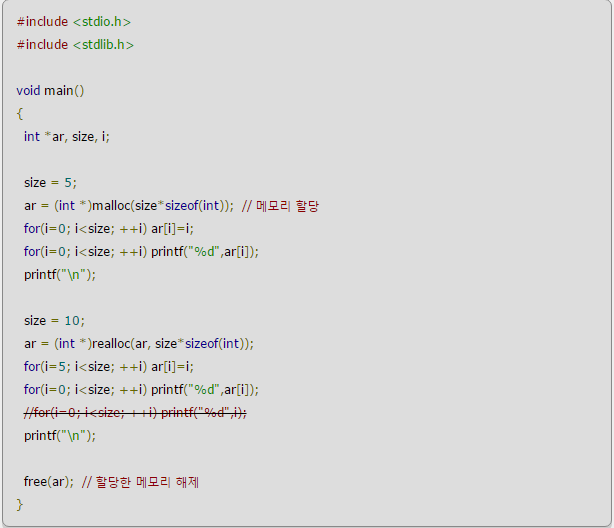 #include <stdio.h>
#include <stdlib.h>
void main()
{
int *ar, size, i;
size = 5;
ar = (int *)malloc(size*sizeof(int));  // 메모리 할당
for(i=0; i<size; ++i) ar[i]=i;
for(i=0; i<size; ++i) printf("%d",ar[i]);
printf("\n");
size = 10;
ar = (int *)realloc(ar, size*sizeof(int));
for(i=5; i<size; ++i) ar[i]=i;
for(i=0; i<size; ++i) printf("%d",ar[i]);
//for(i=0; i<size; ++i) printf("%d",i);
printf("\n");
free(ar);  // 할당한 메모리 해제
}